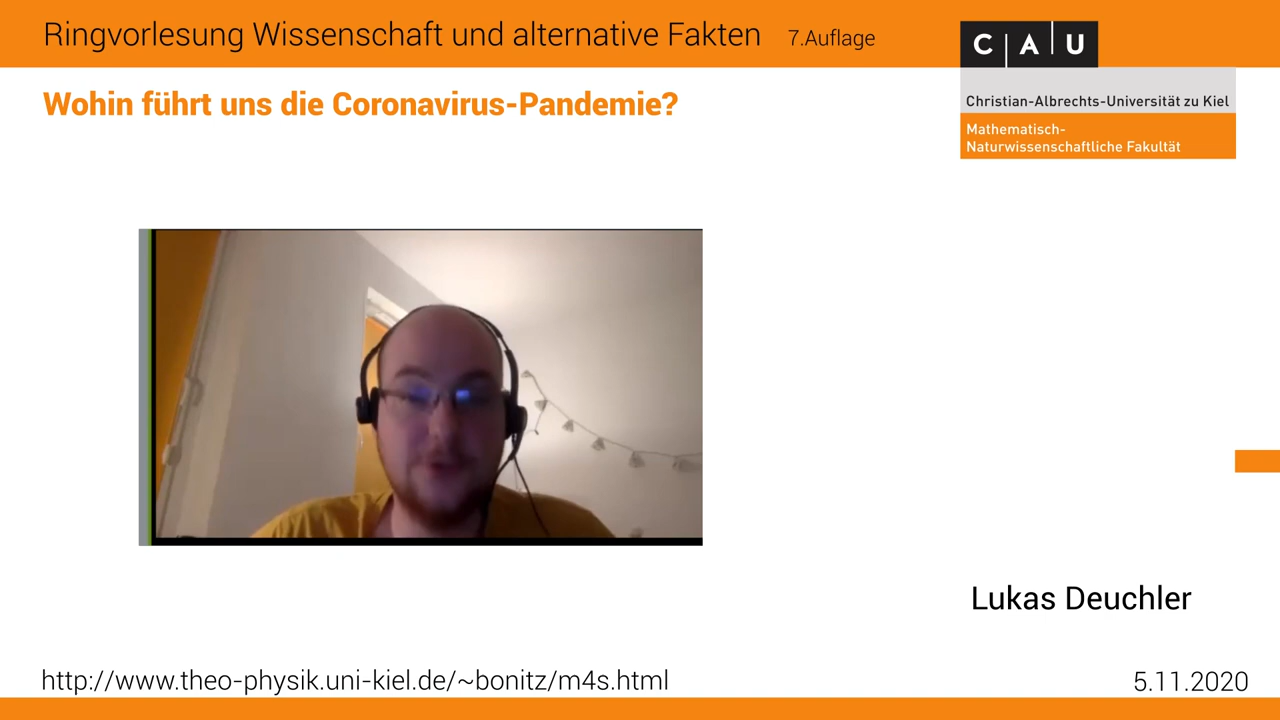 Ringvorlesung Wissenschaft und alternative Fakten 7.Auflage
CAU
Wohin führt uns die Coronavirus-Pandemie?
Christian-Albrechts-Universität zu Kiel
Mathematisch-
Naturwissenschaftliche Fakultät
Lukas Deuchler
http://www.theo-physik.uni-kiel.de/~bonitz/m4s.html
5.11.2020